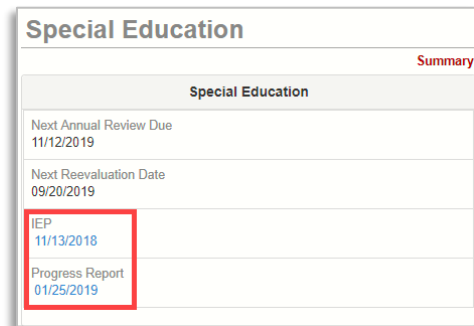 Special Education
Summary
Special Education
Next Annual Review Due
11/12/2019
Next Reevaluation Date
09/20/2019
IEP
11/13/2018
Progress Report
01/25/2019